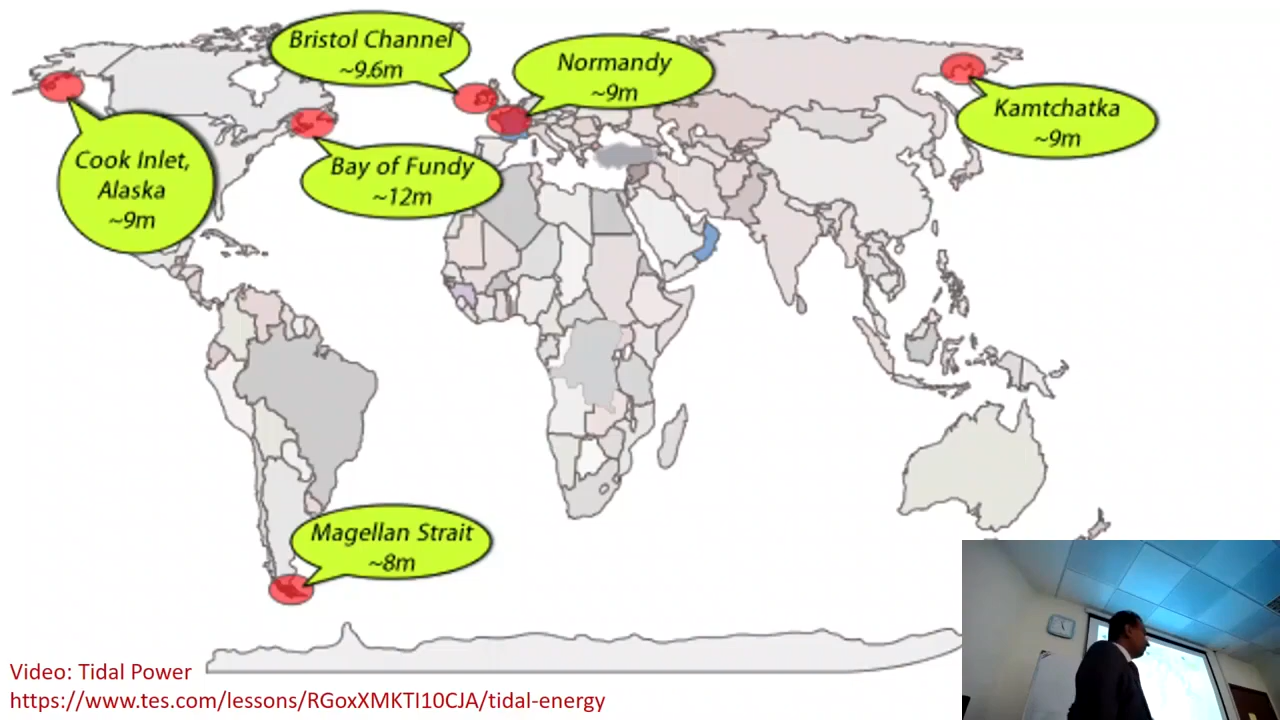 Bristol Channel
~9.6m
Normandy
~9m
Kamtchatka
~9m
Cook Inlet,
Alaska
~9m
Bay of Fundy
~12m
Magellan Strait
~8m
Video: Tidal Power
https://www.tes.com/lessons/RGoxXMKTI10CJA/tidal-energy